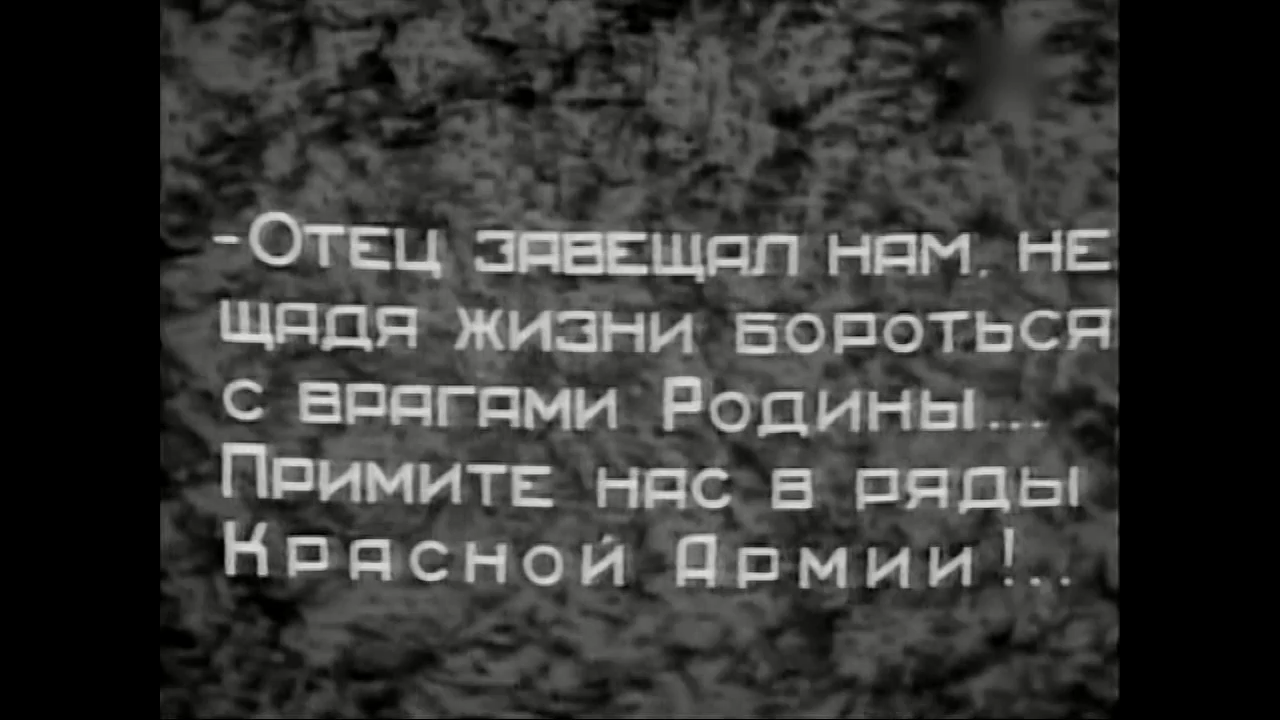 -Отец завещал нам. не
щадя жизни бороться
с врагами Родины...
Примите нас в ряды
Красной Армии!..